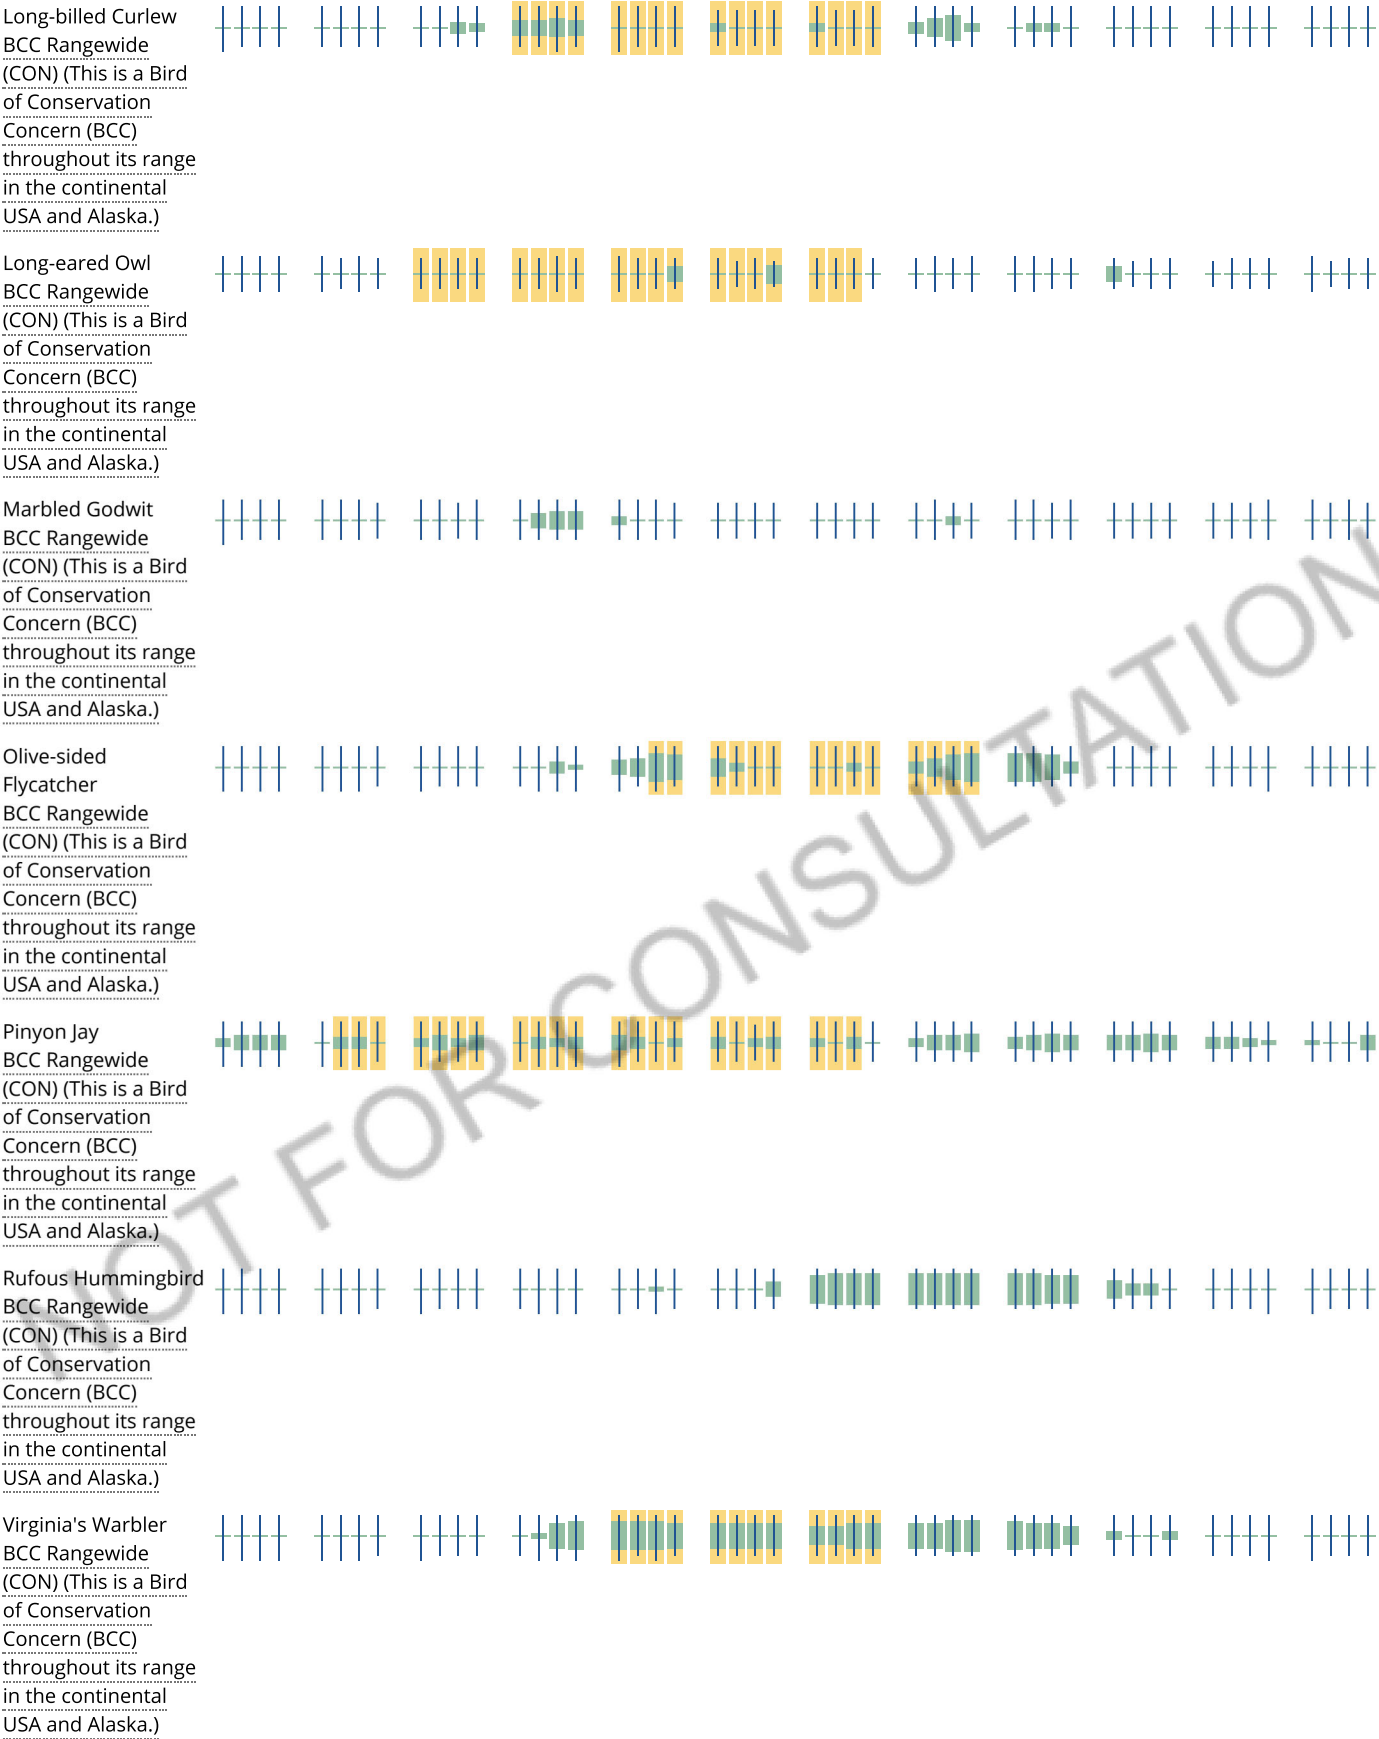 Long-billed Curlew
BCC Rangewide
(CON) (This is a Bird
of Conservation
Concern (BCC)
throughout its range
in the continental
USA and Alaska.)
Long-eared Owl
BCC Rangewide
(CON) (This is a Bird
of Conservation
Concern (BCC)
throughout its range
in the continental
USA and Alaska.)
Marbled Godwit
BCC Rangewide
(CON) (This is a Bird
of Conservation
Concern (BCC)
throughout its range
in the continental
USA and Alaska.)
Olive-sided
Flycatcher
BCC Rangewide
(CON) (This is a Bird
of Conservation
Concern (BCC)
throughout its range
in the continental
USA and Alaska.)
Pinyon Jay
BCC Rangewide
(CON) (This is a Bird
of Conservation
Concern (BCC)
throughout its range
in the continental
USA and Alaska.)
Rufous Hummingbird
BCC Rangewide
(CON) (This is a Bird
of Conservation
Concern (BCC)
throughout its range
in the continental
USA and Alaska.)
Virginia's Warbler
BCC Rangewide
(CON) (This is a Bird
of Conservation
Concern (BCC)
throughout its range
in the continental
USA and Alaska.)
NOT FOR CONSULTATION